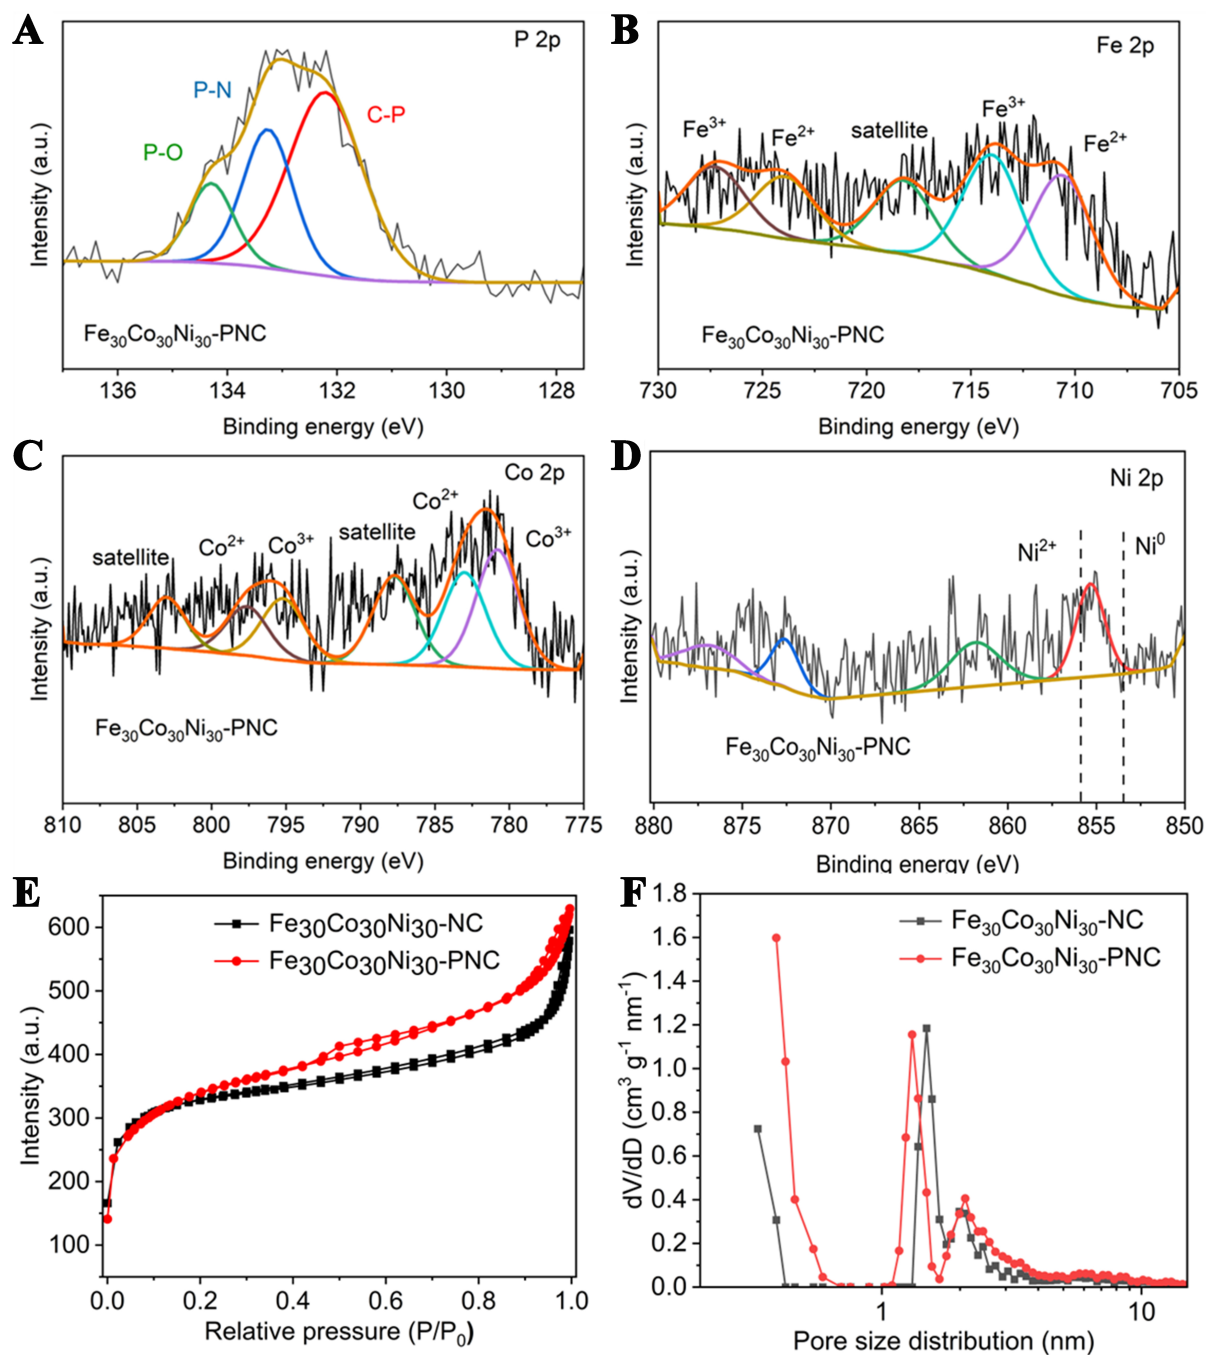 A
P 2p
P-N
C-P
P-O
Intensity (a.u.)
Fe30Co30Ni30-PNC
136 134 132 130 128
Binding energy (eV)
B
Fe 2p
Fe3+
Fe2+
satellite
Fe3+
Fe2+
Intensity (a.u.)
Fe30Co30Ni30-PNC
730 725 720 715 710 705
Binding energy (eV)
C
Co 2p
satellite
Co2+
Co3+
satellite
Co2+
Co3+
Intensity (a.u.)
Fe30Co30Ni30-PNC
810 805 800 795 790 785 780 775
Binding energy (eV)
D
Ni 2p
Ni2+
Ni0
Intensity (a.u.)
Fe30Co30Ni30-PNC
880 875 870 865 860 855 850
Binding energy (eV)
E
Fe30Co30Ni30-NC
Fe30Co30Ni30-PNC
600
500
400
300
200
100
Intensity (a.u.)
0.0 0.2 0.4 0.6 0.8 1.0
Relative pressure (P/P0)
F
Fe30Co30Ni30-NC
Fe30Co30Ni30-PNC
1.8
1.6
1.4
1.2
1.0
0.8
0.6
0.4
0.2
0.0
dV/dD (cm3 g-1 nm-1)
1 10
Pore size distribution (nm)